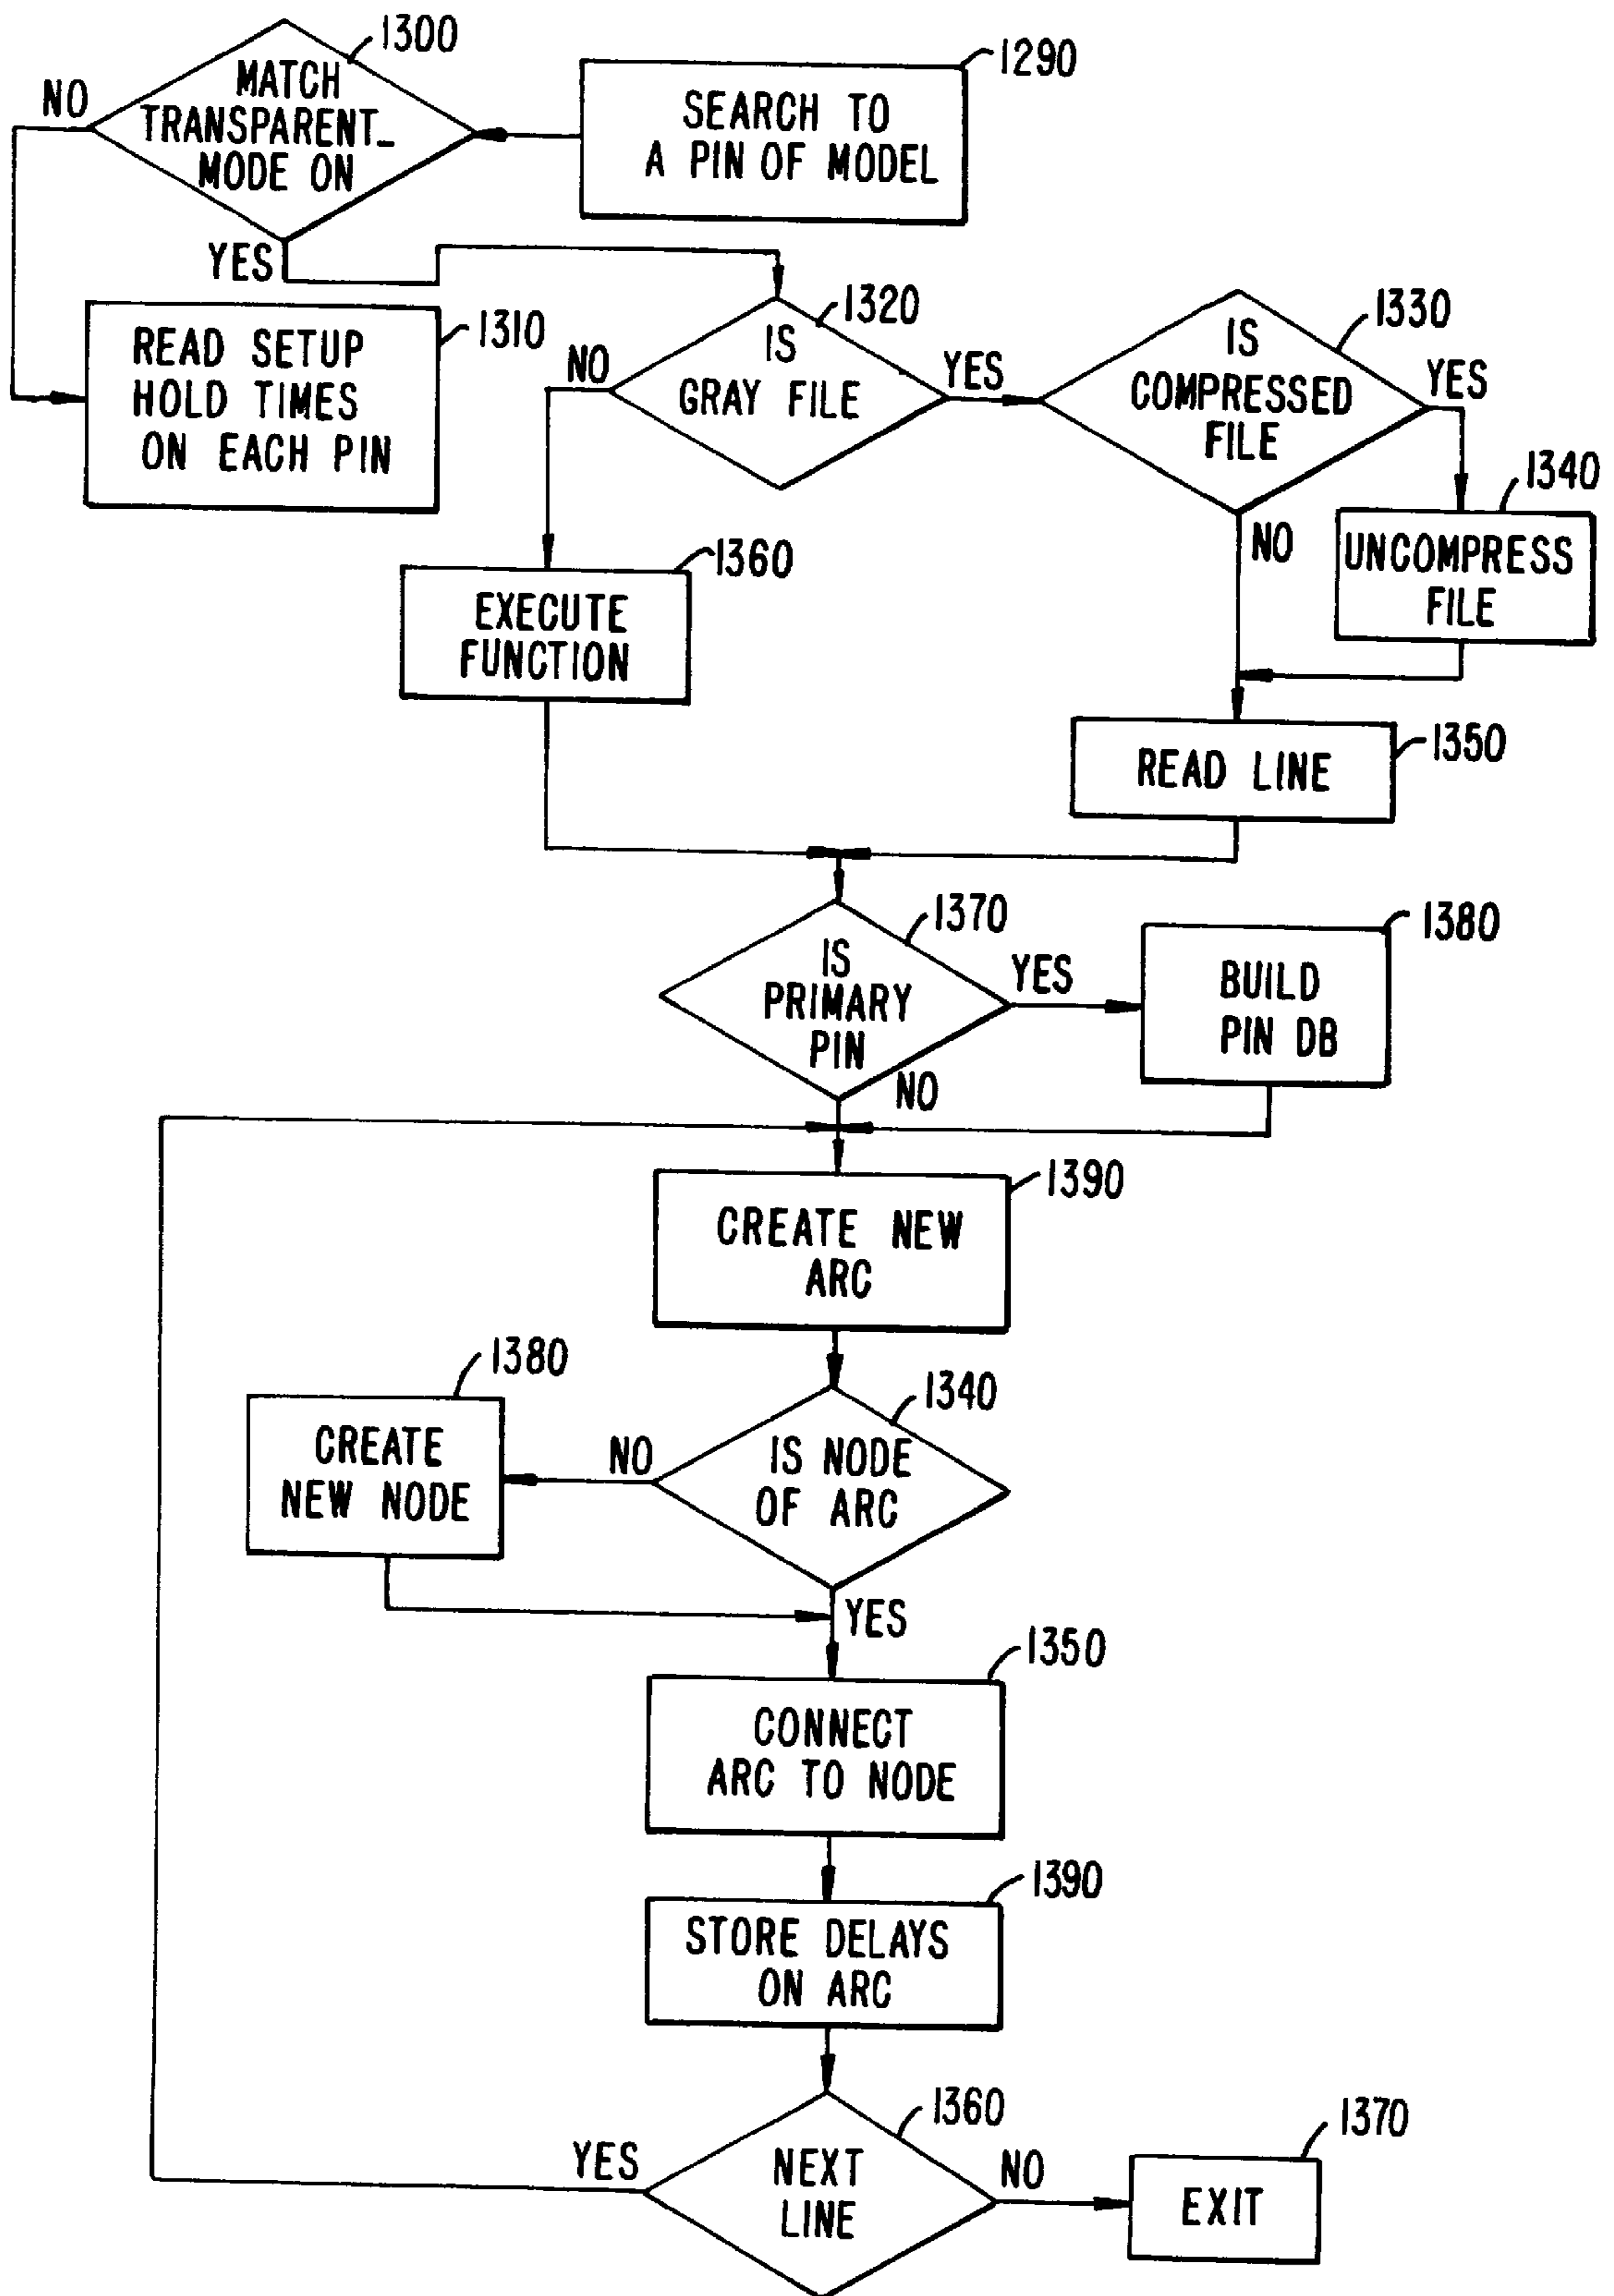 1300
MATCH
TRANSPARENT_
MODE ON
NO
YES
1290
SEARCH TO
A PIN OF MODEL
1310
READ SETUP
HOLD TIMES
ON EACH PIN
1320
IS
GRAY FILE
NO
YES
1330
IS
COMPRESSED
FILE
YES
NO
1340
UNCOMPRESS
FILE
1360
EXECUTE
FUNCTION
1350
READ LINE
1370
IS
PRIMARY
PIN
YES
NO
1380
BUILD
PIN DB
1390
CREATE NEW
ARC
1380
CREATE
NEW NODE
1340
IS NODE
OF ARC
NO
YES
1350
CONNECT
ARC TO NODE
1390
STORE DELAYS
ON ARC
1360
NEXT
LINE
YES
NO
1370
EXIT